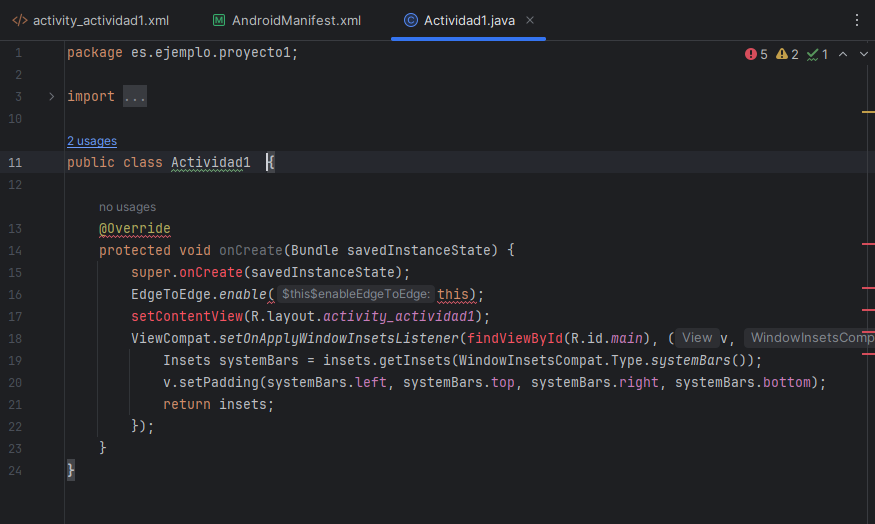 activity_actividad1.xml AndroidManifest.xml Actividad1.java
5 2 1
1 package es.ejemplo.proyecto1;
2
3 import ...
10
2 usages
11 public class Actividad1 {
12
no usages
13 @Override
14 protected void onCreate(Bundle savedInstanceState) {
15 super.onCreate(savedInstanceState);
16 EdgeToEdge.enable( $this$enableEdgeToEdge: this);
17 setContentView(R.layout.activity_actividad1);
18 ViewCompat.setOnApplyWindowInsetsListener(findViewById(R.id.main), ( View v, WindowInsetsComp
19 Insets systemBars = insets.getInsets(WindowInsetsCompat.Type.systemBars());
20 v.setPadding(systemBars.left, systemBars.top, systemBars.right, systemBars.bottom);
21 return insets;
22 });
23 }
24 }